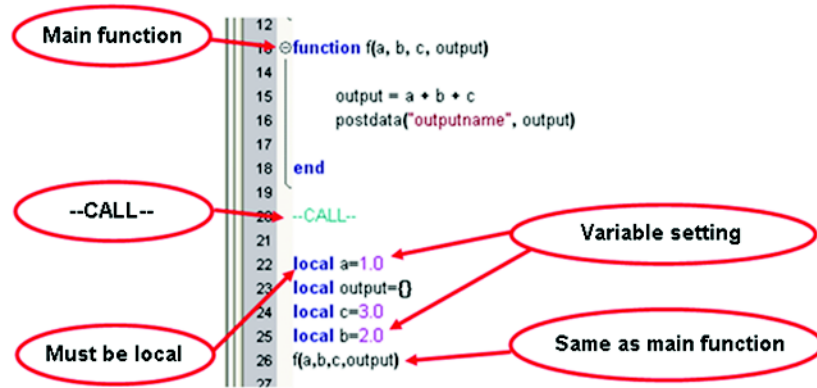 12
Main function
13 function f(a, b, c, output)
14
15 output = a + b + c
16 postdata("outputname", output)
17
18 end
19
--CALL--
20 --CALL--
21
Variable setting
22 local a=1.0
23 local output={}
24 local c=3.0
25 local b=2.0
Must be local
Same as main function
26 f(a,b,c,output)
27